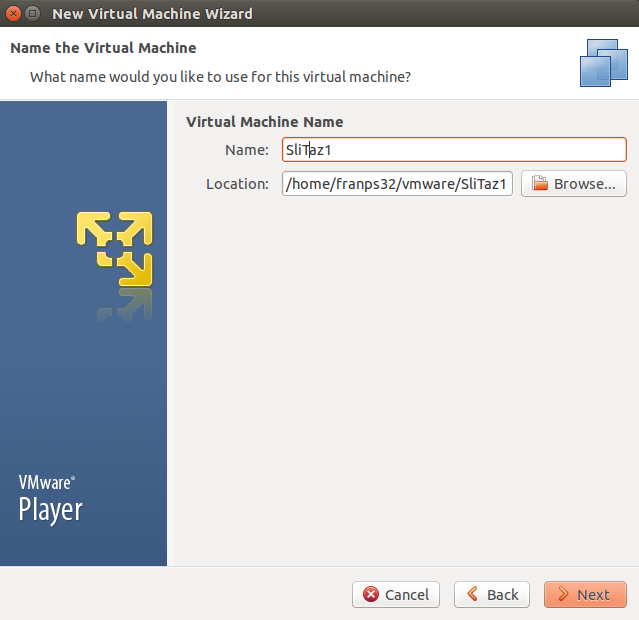 New Virtual Machine Wizard
Name the Virtual Machine
What name would you like to use for this virtual machine?
Virtual Machine Name
Name: SliTaz1
Location: /home/franps32/vmware/SliTaz1 Browse...
VMware®
Player
Cancel Back Next